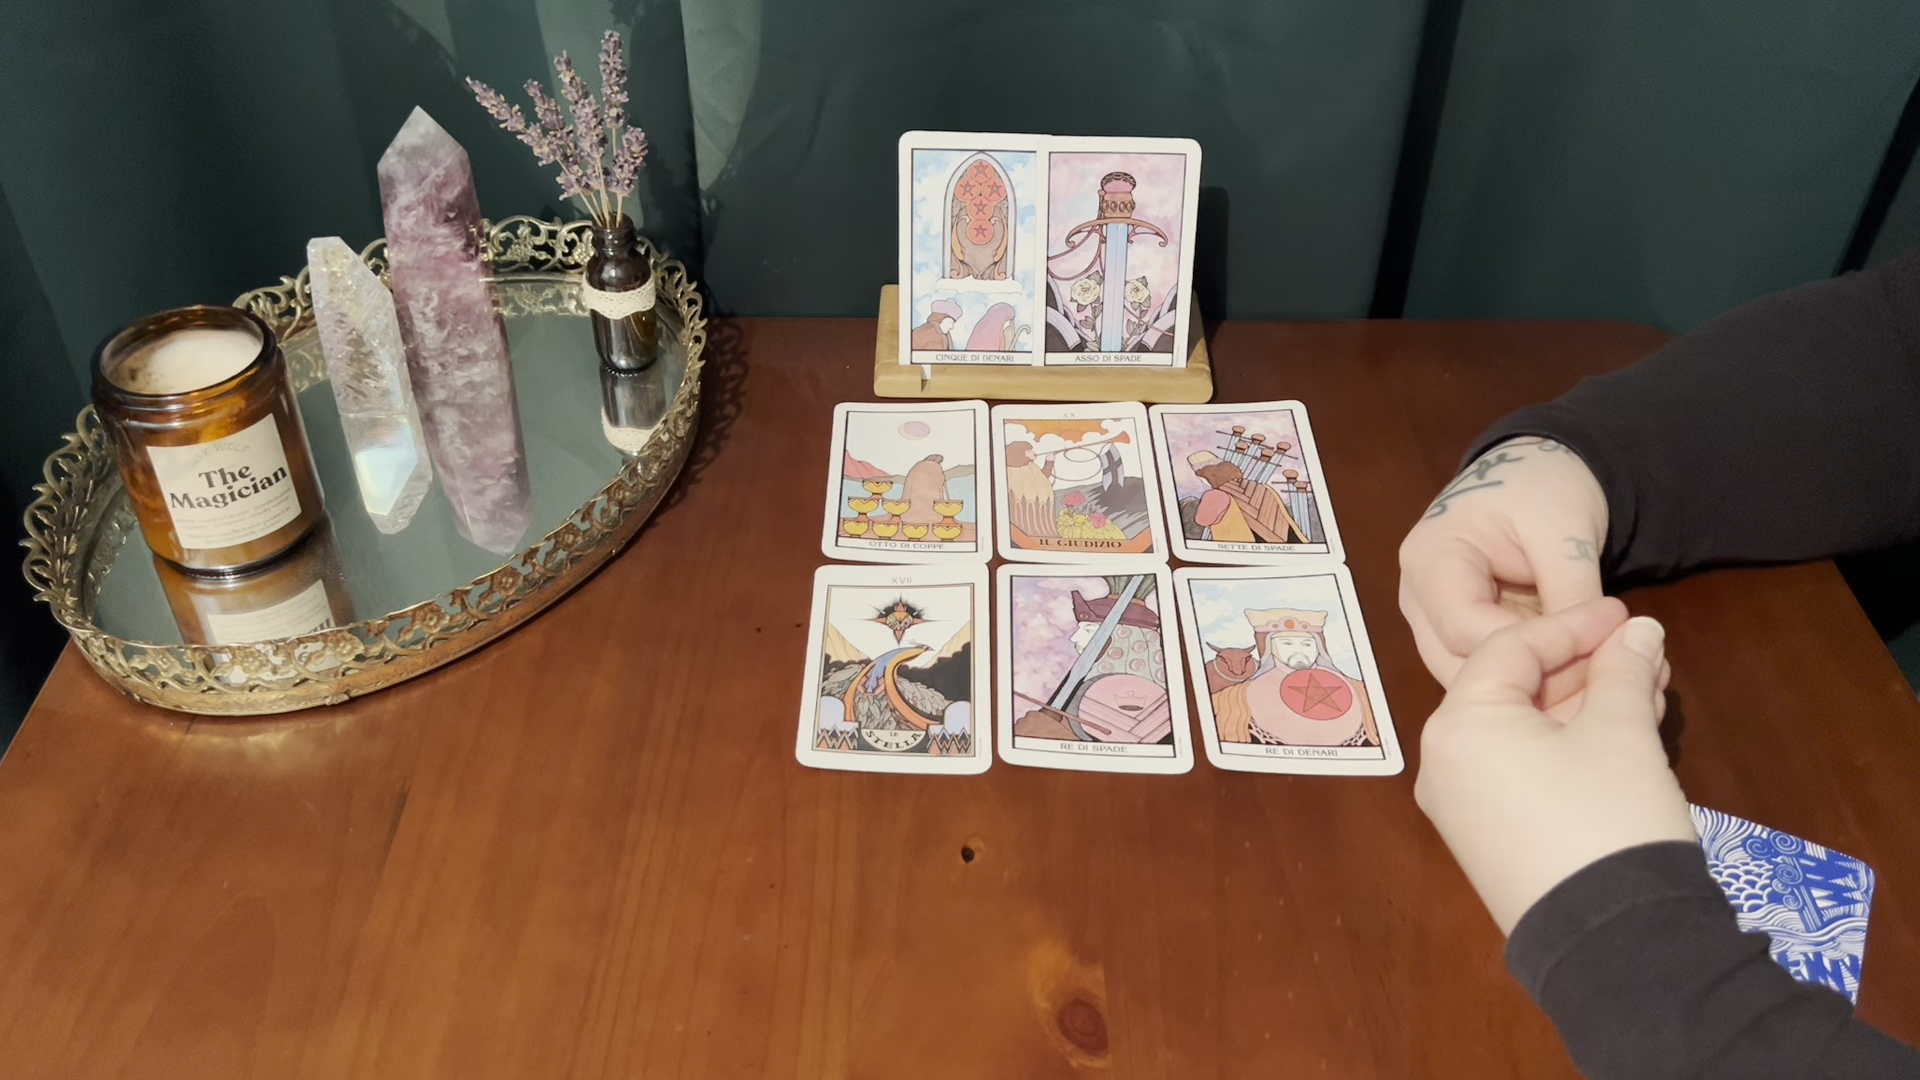 The
Magician
CINQUE DI DENARI
ASSO DI SPADE
OTTO DI COPPE
XX
IL GIUDIZIO
SETTE DI SPADE
XVII
LE
STELLA
RE DI SPADE
RE DI DENARI